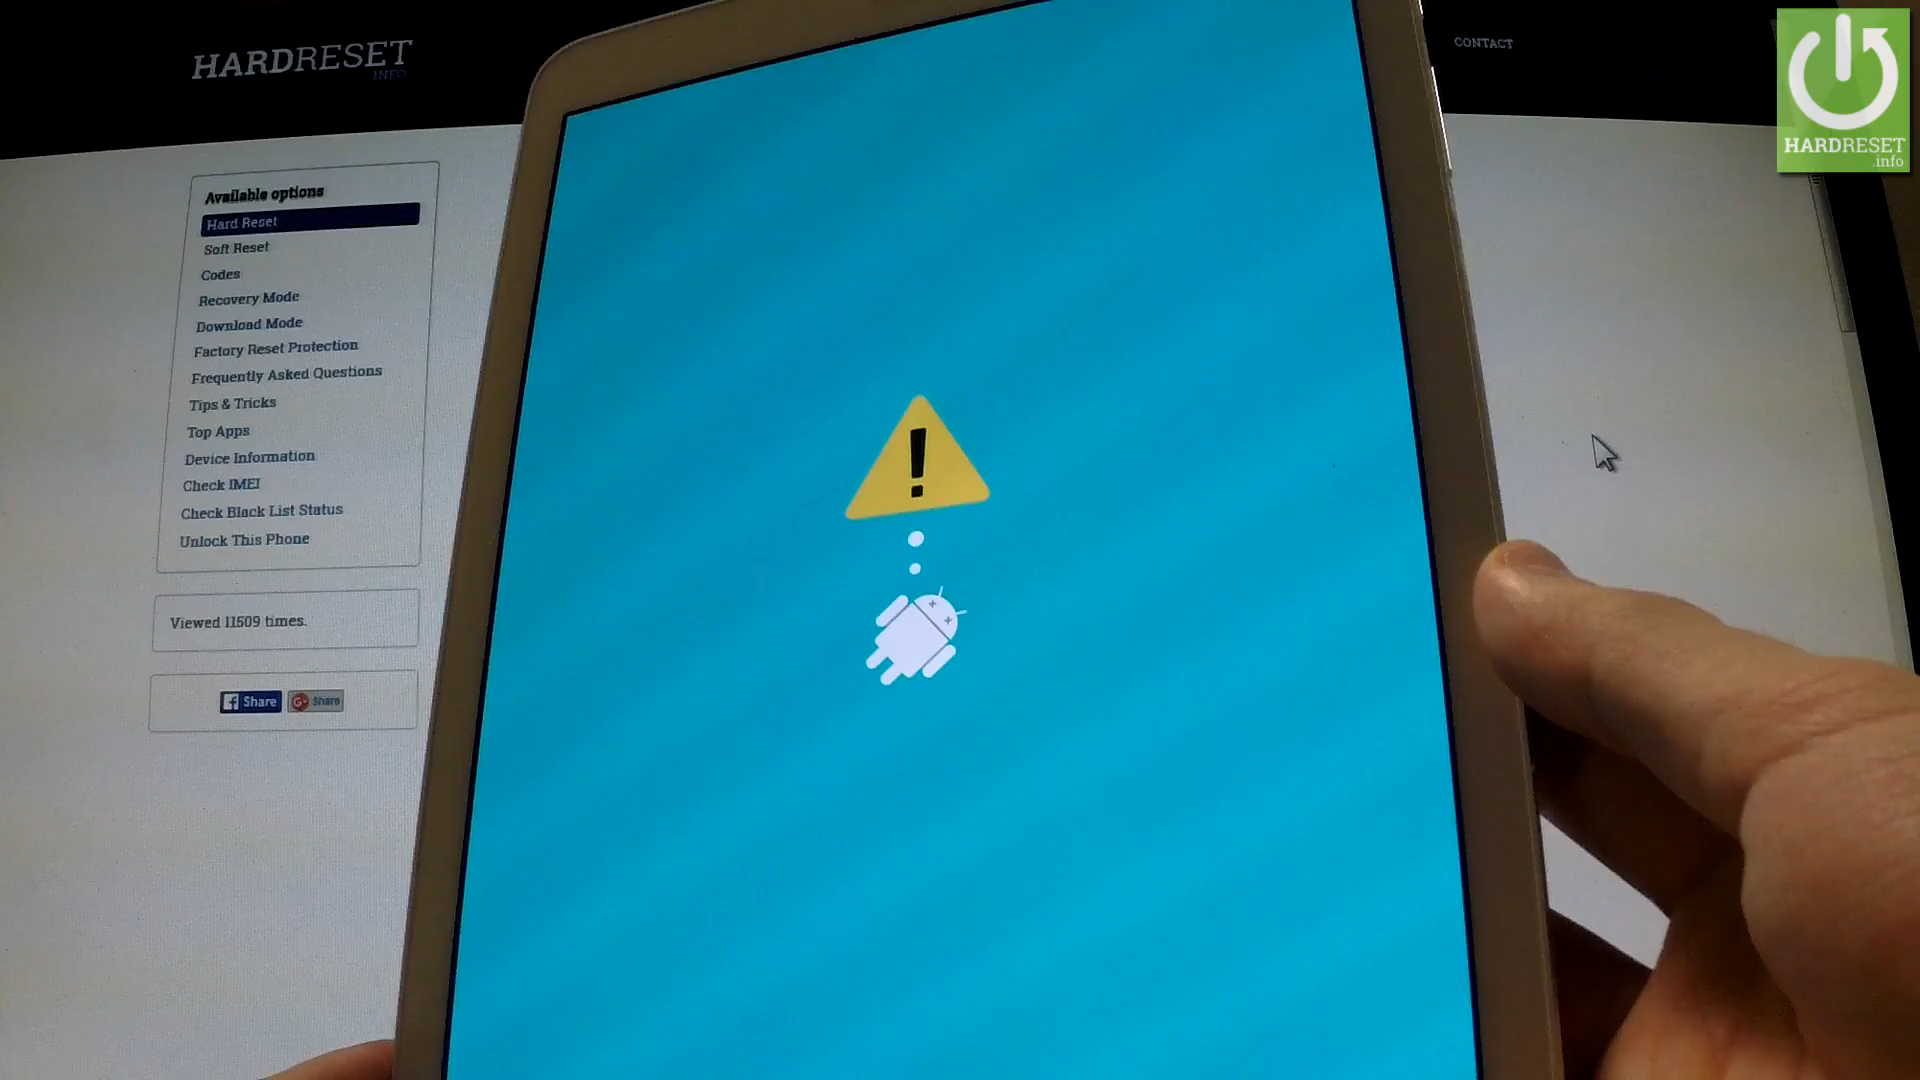 HARDRESET
INFO
CONTACT
HARDRESET
.info
Available options
Hard Reset
Soft Reset
Codes
Recovery Mode
Download Mode
Factory Reset Protection
Frequently Asked Questions
Tips & Tricks
Top Apps
Device Information
Check IMEI
Check Black List Status
Unlock This Phone
Viewed 11509 times.
f Share
G+ Share
!